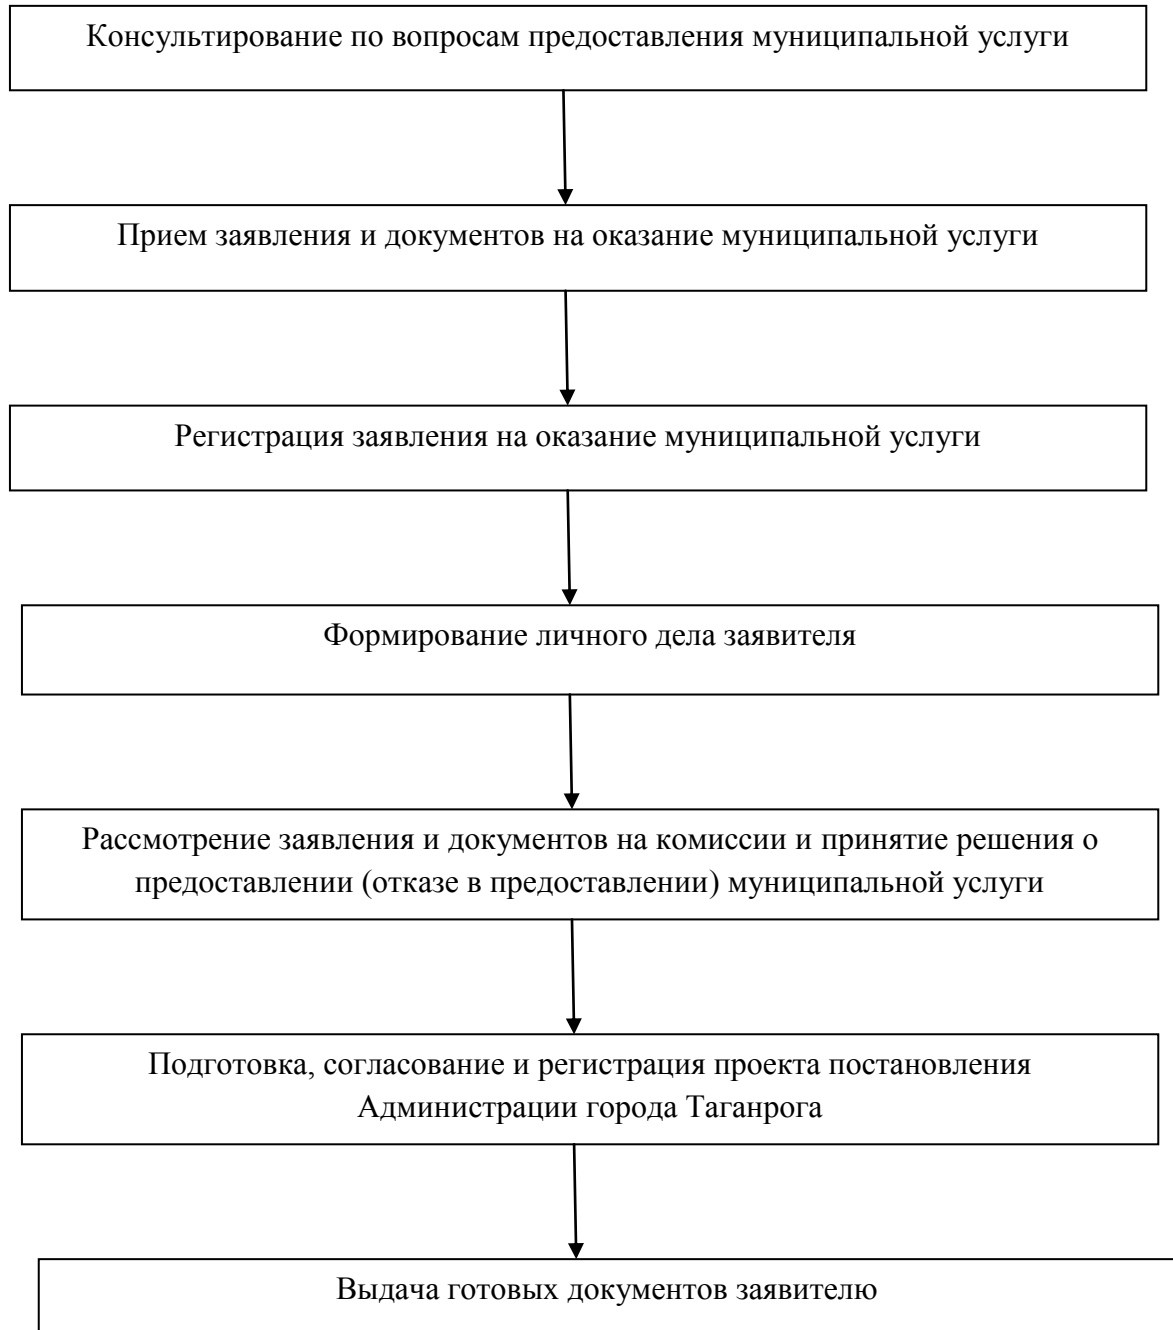 Консультирование по вопросам предоставления муниципальной услуги
Прием заявления и документов на оказание муниципальной услуги
Регистрация заявления на оказание муниципальной услуги
Формирование личного дела заявителя
Рассмотрение заявления и документов на комиссии и принятие решения о
предоставлении (отказе в предоставлении) муниципальной услуги
Подготовка, согласование и регистрация проекта постановления
Администрации города Таганрога
Выдача готовых документов заявителю